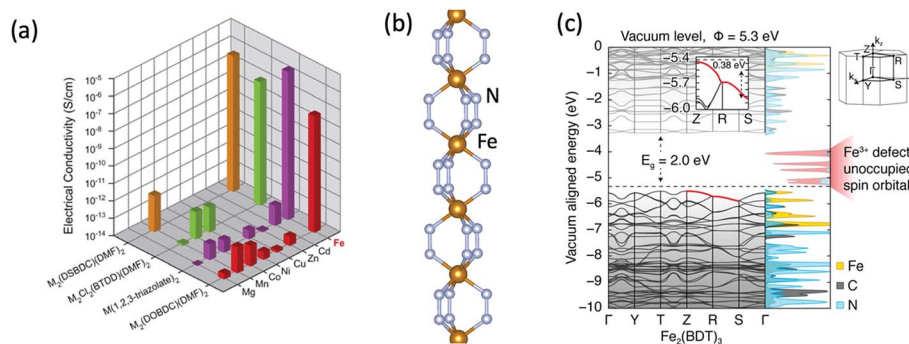 (a)
Electrical Conductivity (S/cm)
10-5
10-6
10-7
10-8
10-9
10-10
10-11
10-12
10-13
10-14
M2(DSBDC)(DMF)2
M2Cl2(BTDD)(DMF)2
M(1,2,3-triazolate)2
M2(DOBDC)(DMF)2
Mg
Mn
Co
Ni
Cu
Zn
Cd
Fe
(b)
N
Fe
(c)
Vacuum level, Φ = 5.3 eV
Vacuum aligned energy (eV)
0
−1
−2
−3
−4
−5
−6
−7
−8
−9
−10
−5.4
−5.7
−6.0
0.38 eV
Z R S
Eg = 2.0 eV
Γ Y T Z R S Γ
Fe2(BDT)3
kz
Z
T
R
Γ
Y
S
Fe3+ defect
unoccupied
spin orbital
Fe
C
N